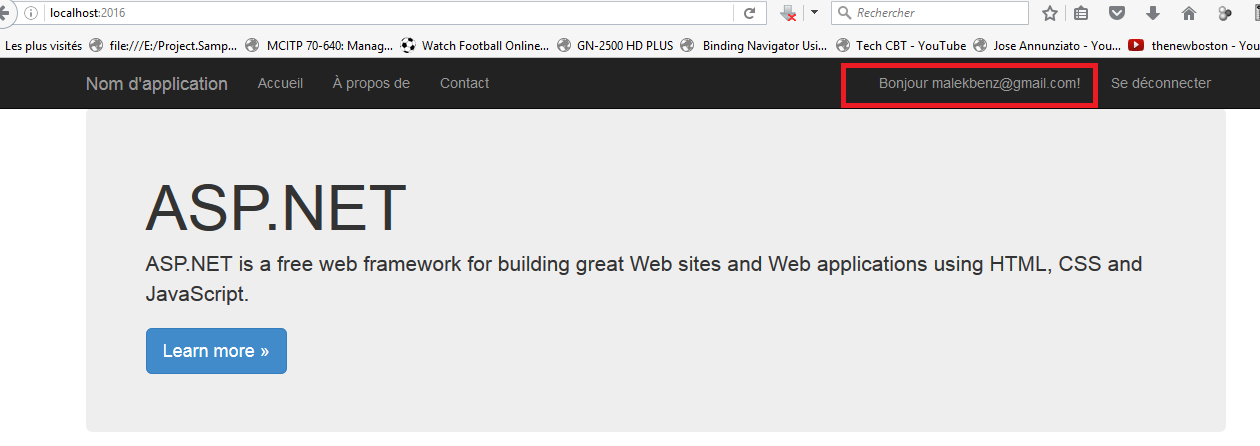 localhost:2016
Rechercher
Les plus visités file:///E:/Project.Samp... MCITP 70-640: Manag... Watch Football Online... GN-2500 HD PLUS Binding Navigator Usi... Tech CBT - YouTube Jose Annunziato - You... thenewboston - You
Nom d'application Accueil À propos de Contact Bonjour malekbenz@gmail.com! Se déconnecter
ASP.NET
ASP.NET is a free web framework for building great Web sites and Web applications using HTML, CSS and
JavaScript.
Learn more »